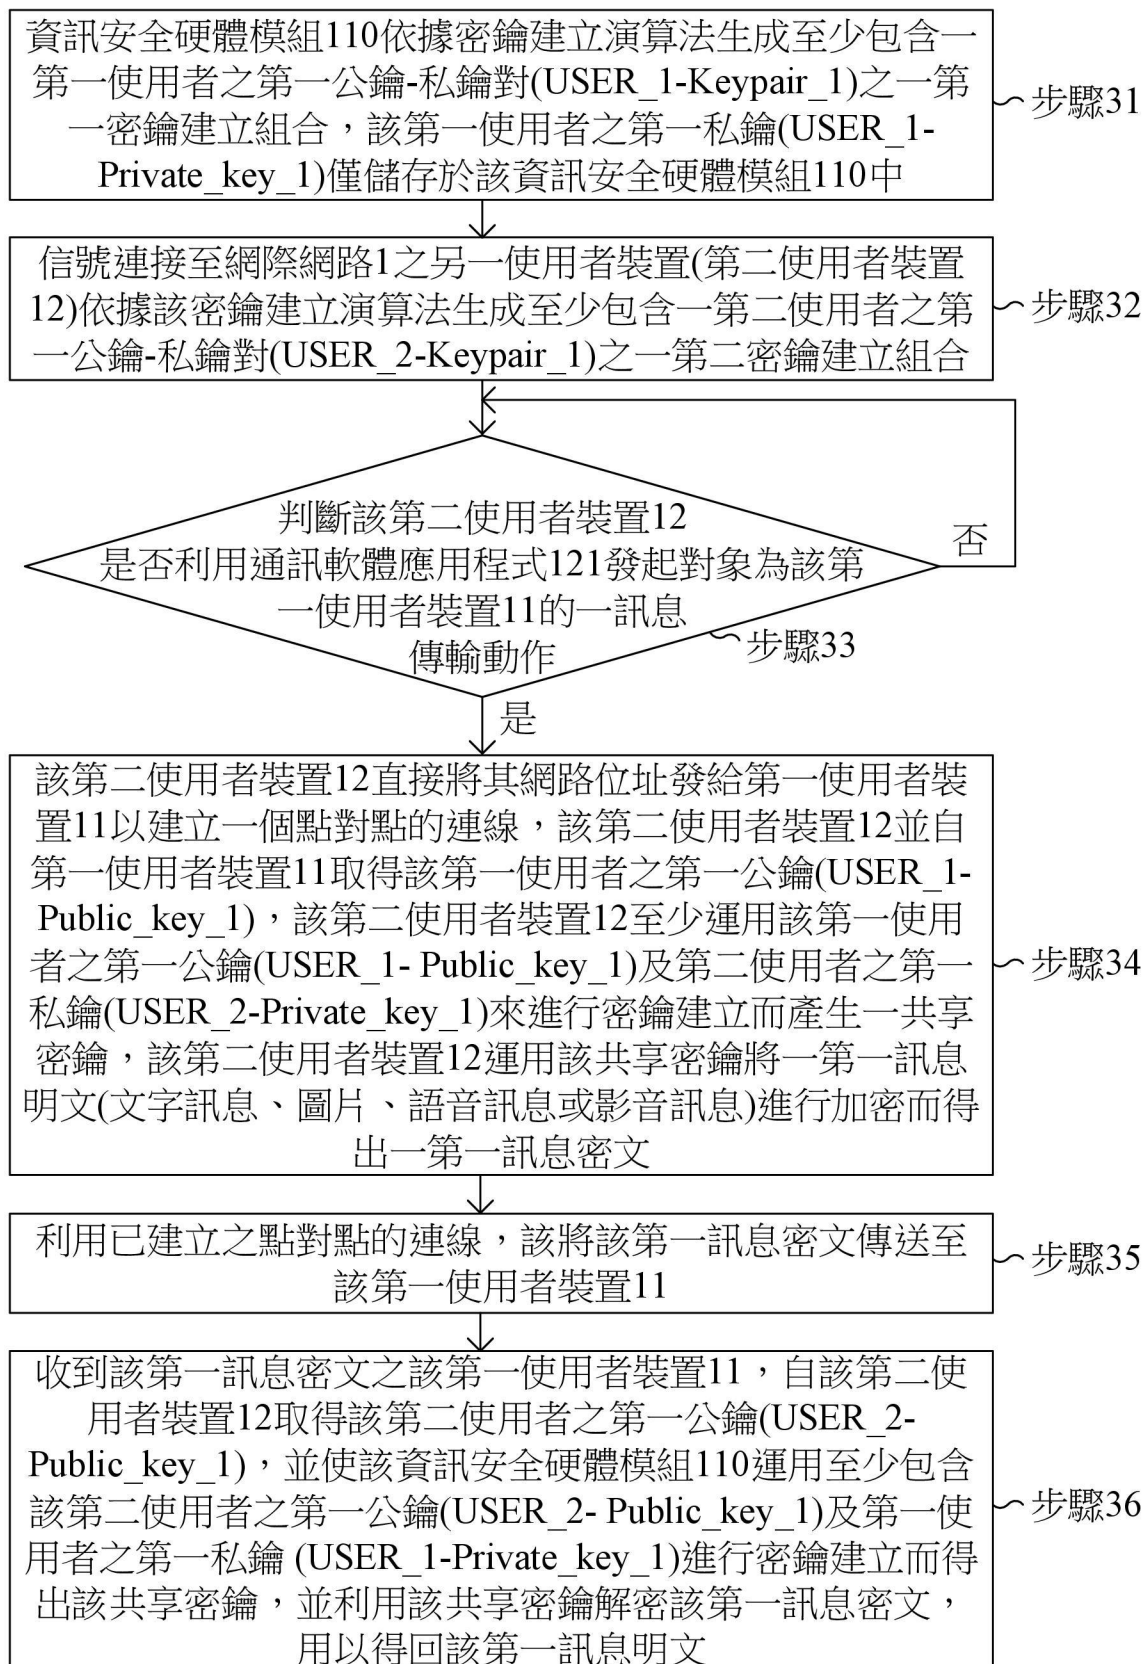 資訊安全硬體模組110依據密鑰建立演算法生成至少包含一
第一使用者之第一公鑰-私鑰對(USER_1-Keypair_1)之一第
一密鑰建立組合，該第一使用者之第一私鑰(USER_1-
Private_key_1)僅儲存於該資訊安全硬體模組110中
步驟31
信號連接至網際網路1之另一使用者裝置(第二使用者裝置
12)依據該密鑰建立演算法生成至少包含一第二使用者之第
一公鑰-私鑰對(USER_2-Keypair_1)之一第二密鑰建立組合
步驟32
判斷該第二使用者裝置12
是否利用通訊軟體應用程式121發起對象為該第
一使用者裝置11的一訊息
傳輸動作
步驟33
否
是
該第二使用者裝置12直接將其網路位址發給第一使用者裝
置11以建立一個點對點的連線，該第二使用者裝置12並自
第一使用者裝置11取得該第一使用者之第一公鑰(USER_1-
Public_key_1)，該第二使用者裝置12至少運用該第一使用
者之第一公鑰(USER_1- Public_key_1)及第二使用者之第一
私鑰(USER_2-Private_key_1)來進行密鑰建立而產生一共享
密鑰，該第二使用者裝置12運用該共享密鑰將一第一訊息
明文(文字訊息、圖片、語音訊息或影音訊息)進行加密而得
出一第一訊息密文
步驟34
利用已建立之點對點的連線，該將該第一訊息密文傳送至
該第一使用者裝置11
步驟35
收到該第一訊息密文之該第一使用者裝置11，自該第二使
用者裝置12取得該第二使用者之第一公鑰(USER_2-
Public_key_1)，並使該資訊安全硬體模組110運用至少包含
該第二使用者之第一公鑰(USER_2- Public_key_1)及第一使
用者之第一私鑰 (USER_1-Private_key_1)進行密鑰建立而得
出該共享密鑰，並利用該共享密鑰解密該第一訊息密文，
用以得回該第一訊息明文
步驟36